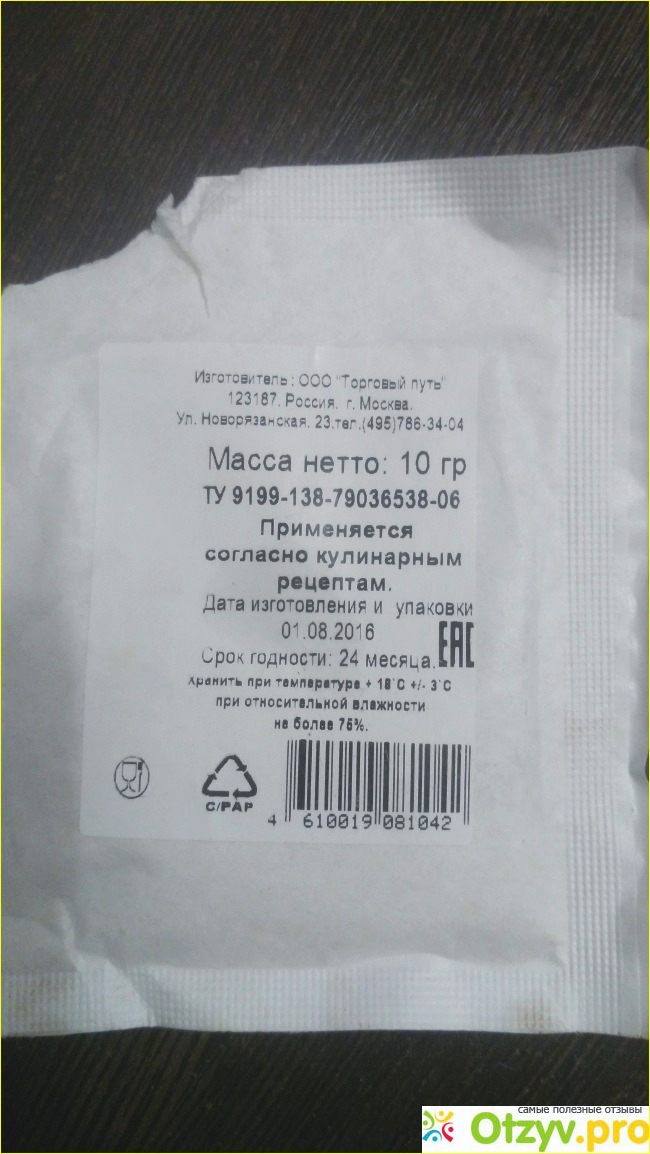 Изготовитель: ООО "Торговый путь"
123187. Россия. г. Москва.
Ул. Новорязанская. 23.тел.(495)786-34-04
Масса нетто: 10 гр
ТУ 9199-138-79036538-06
Применяется
согласно кулинарным
рецептам.
Дата изготовления и упаковки
01.08.2016
EAC
Срок годности: 24 месяца.
Хранить при температуре + 18°С +/- 3°С
при относительной влажности
не более 75%.
C/PAP
4 610019 081042
самые полезные отзывы
Otzyv.pro